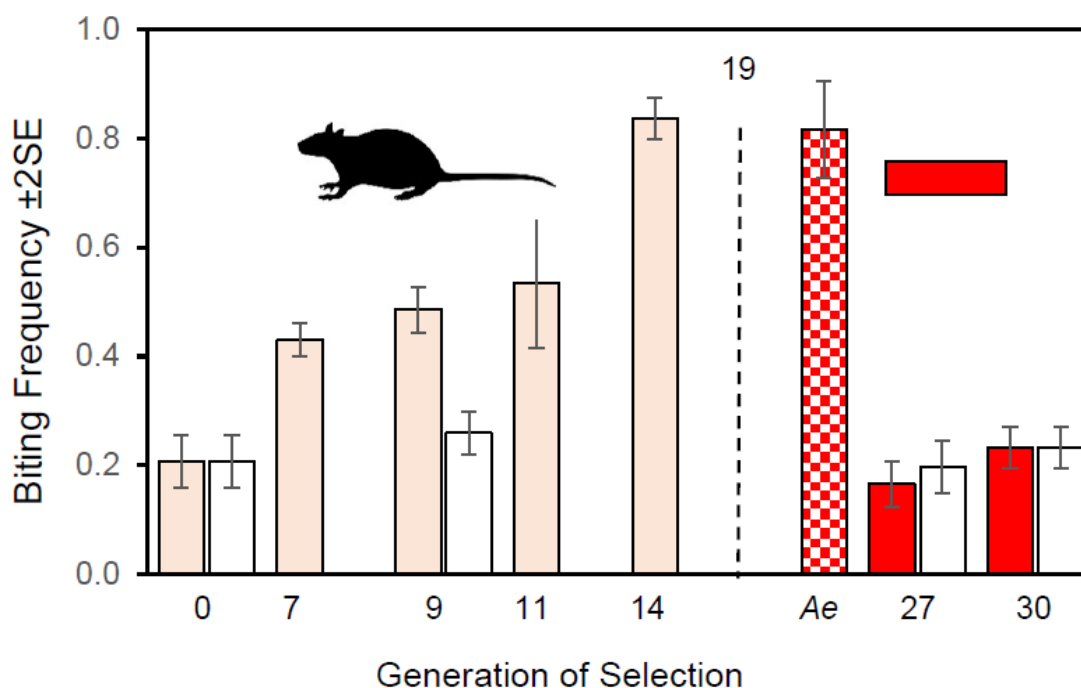 1.0
0.8
0.6
0.4
0.2
0.0
Biting Frequency ±2SE
19
0 7 9 11 14 Ae 27 30
Generation of Selection